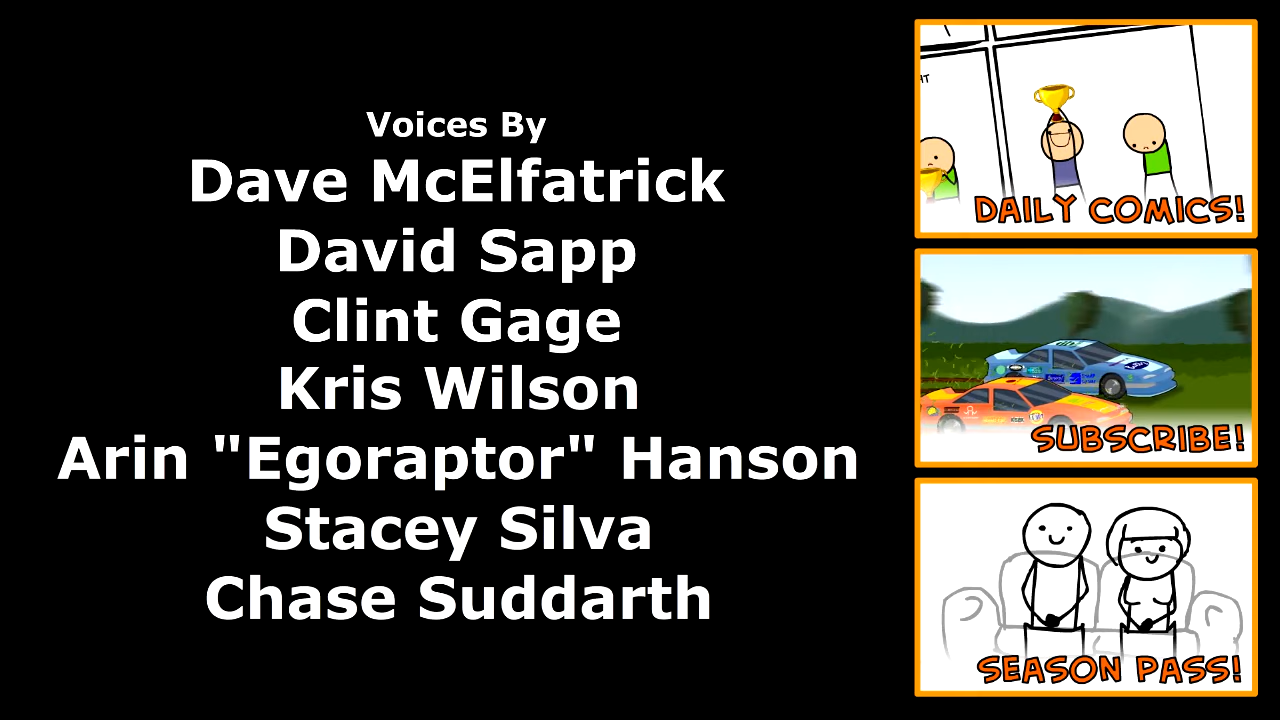 Voices By
Dave McElfatrick
David Sapp
Clint Gage
Kris Wilson
Arin "Egoraptor" Hanson
Stacey Silva
Chase Suddarth
DAILY COMICS!
SUBSCRIBE!
SEASON PASS!